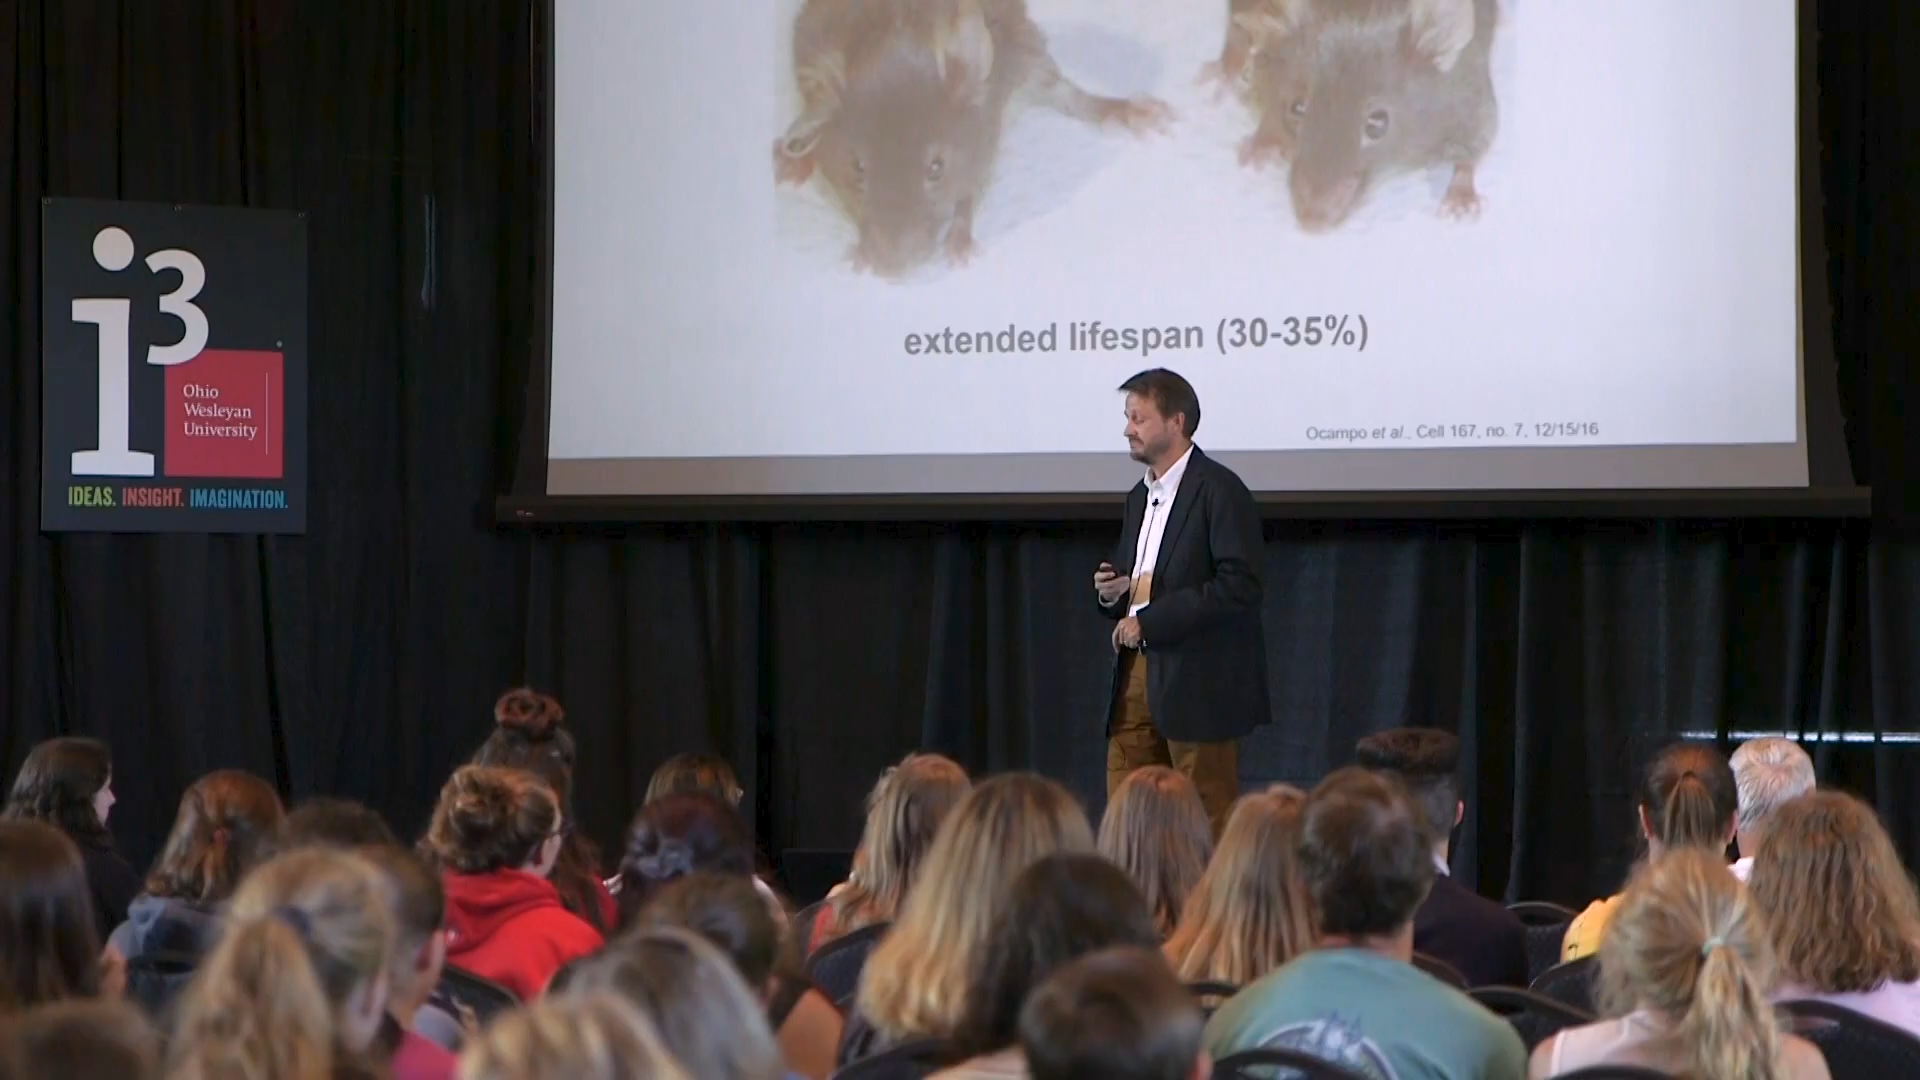 i3
Ohio
Wesleyan
University
IDEAS. INSIGHT. IMAGINATION.
extended lifespan (30-35%)
Ocampo et al., Cell 167, no. 7, 12/15/16